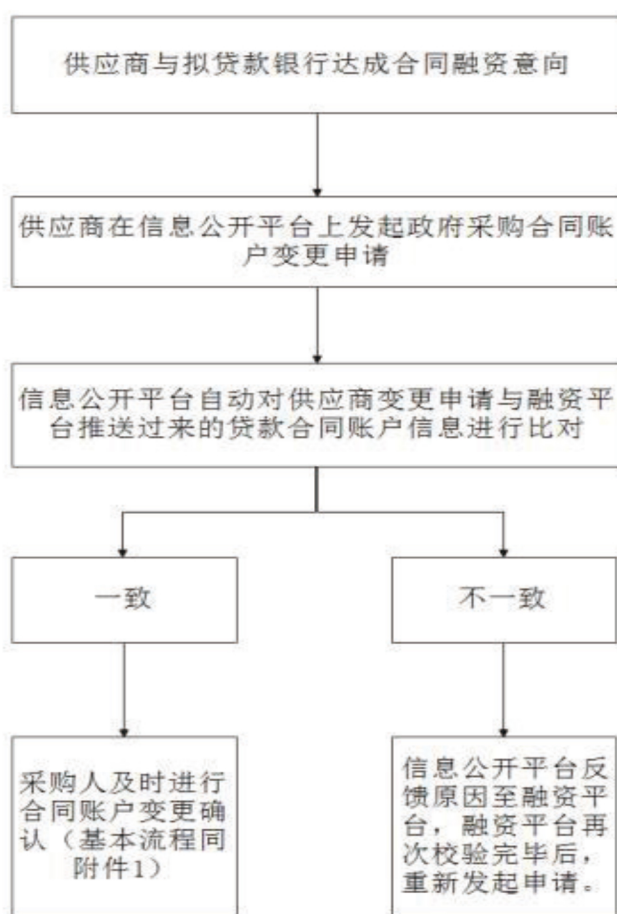 供应商与拟贷款银行达成合同融资意向
供应商在信息公开平台上发起政府采购合同账
户变更申请
信息公开平台自动对供应商变更申请与融资平
台推送过来的贷款合同账户信息进行比对
一致
不一致
采购人及时进行
合同账户变更确
认（基本流程同
附件1）
信息公开平台反
馈原因至融资平
台，融资平台再
次校验完毕后，
重新发起申请。